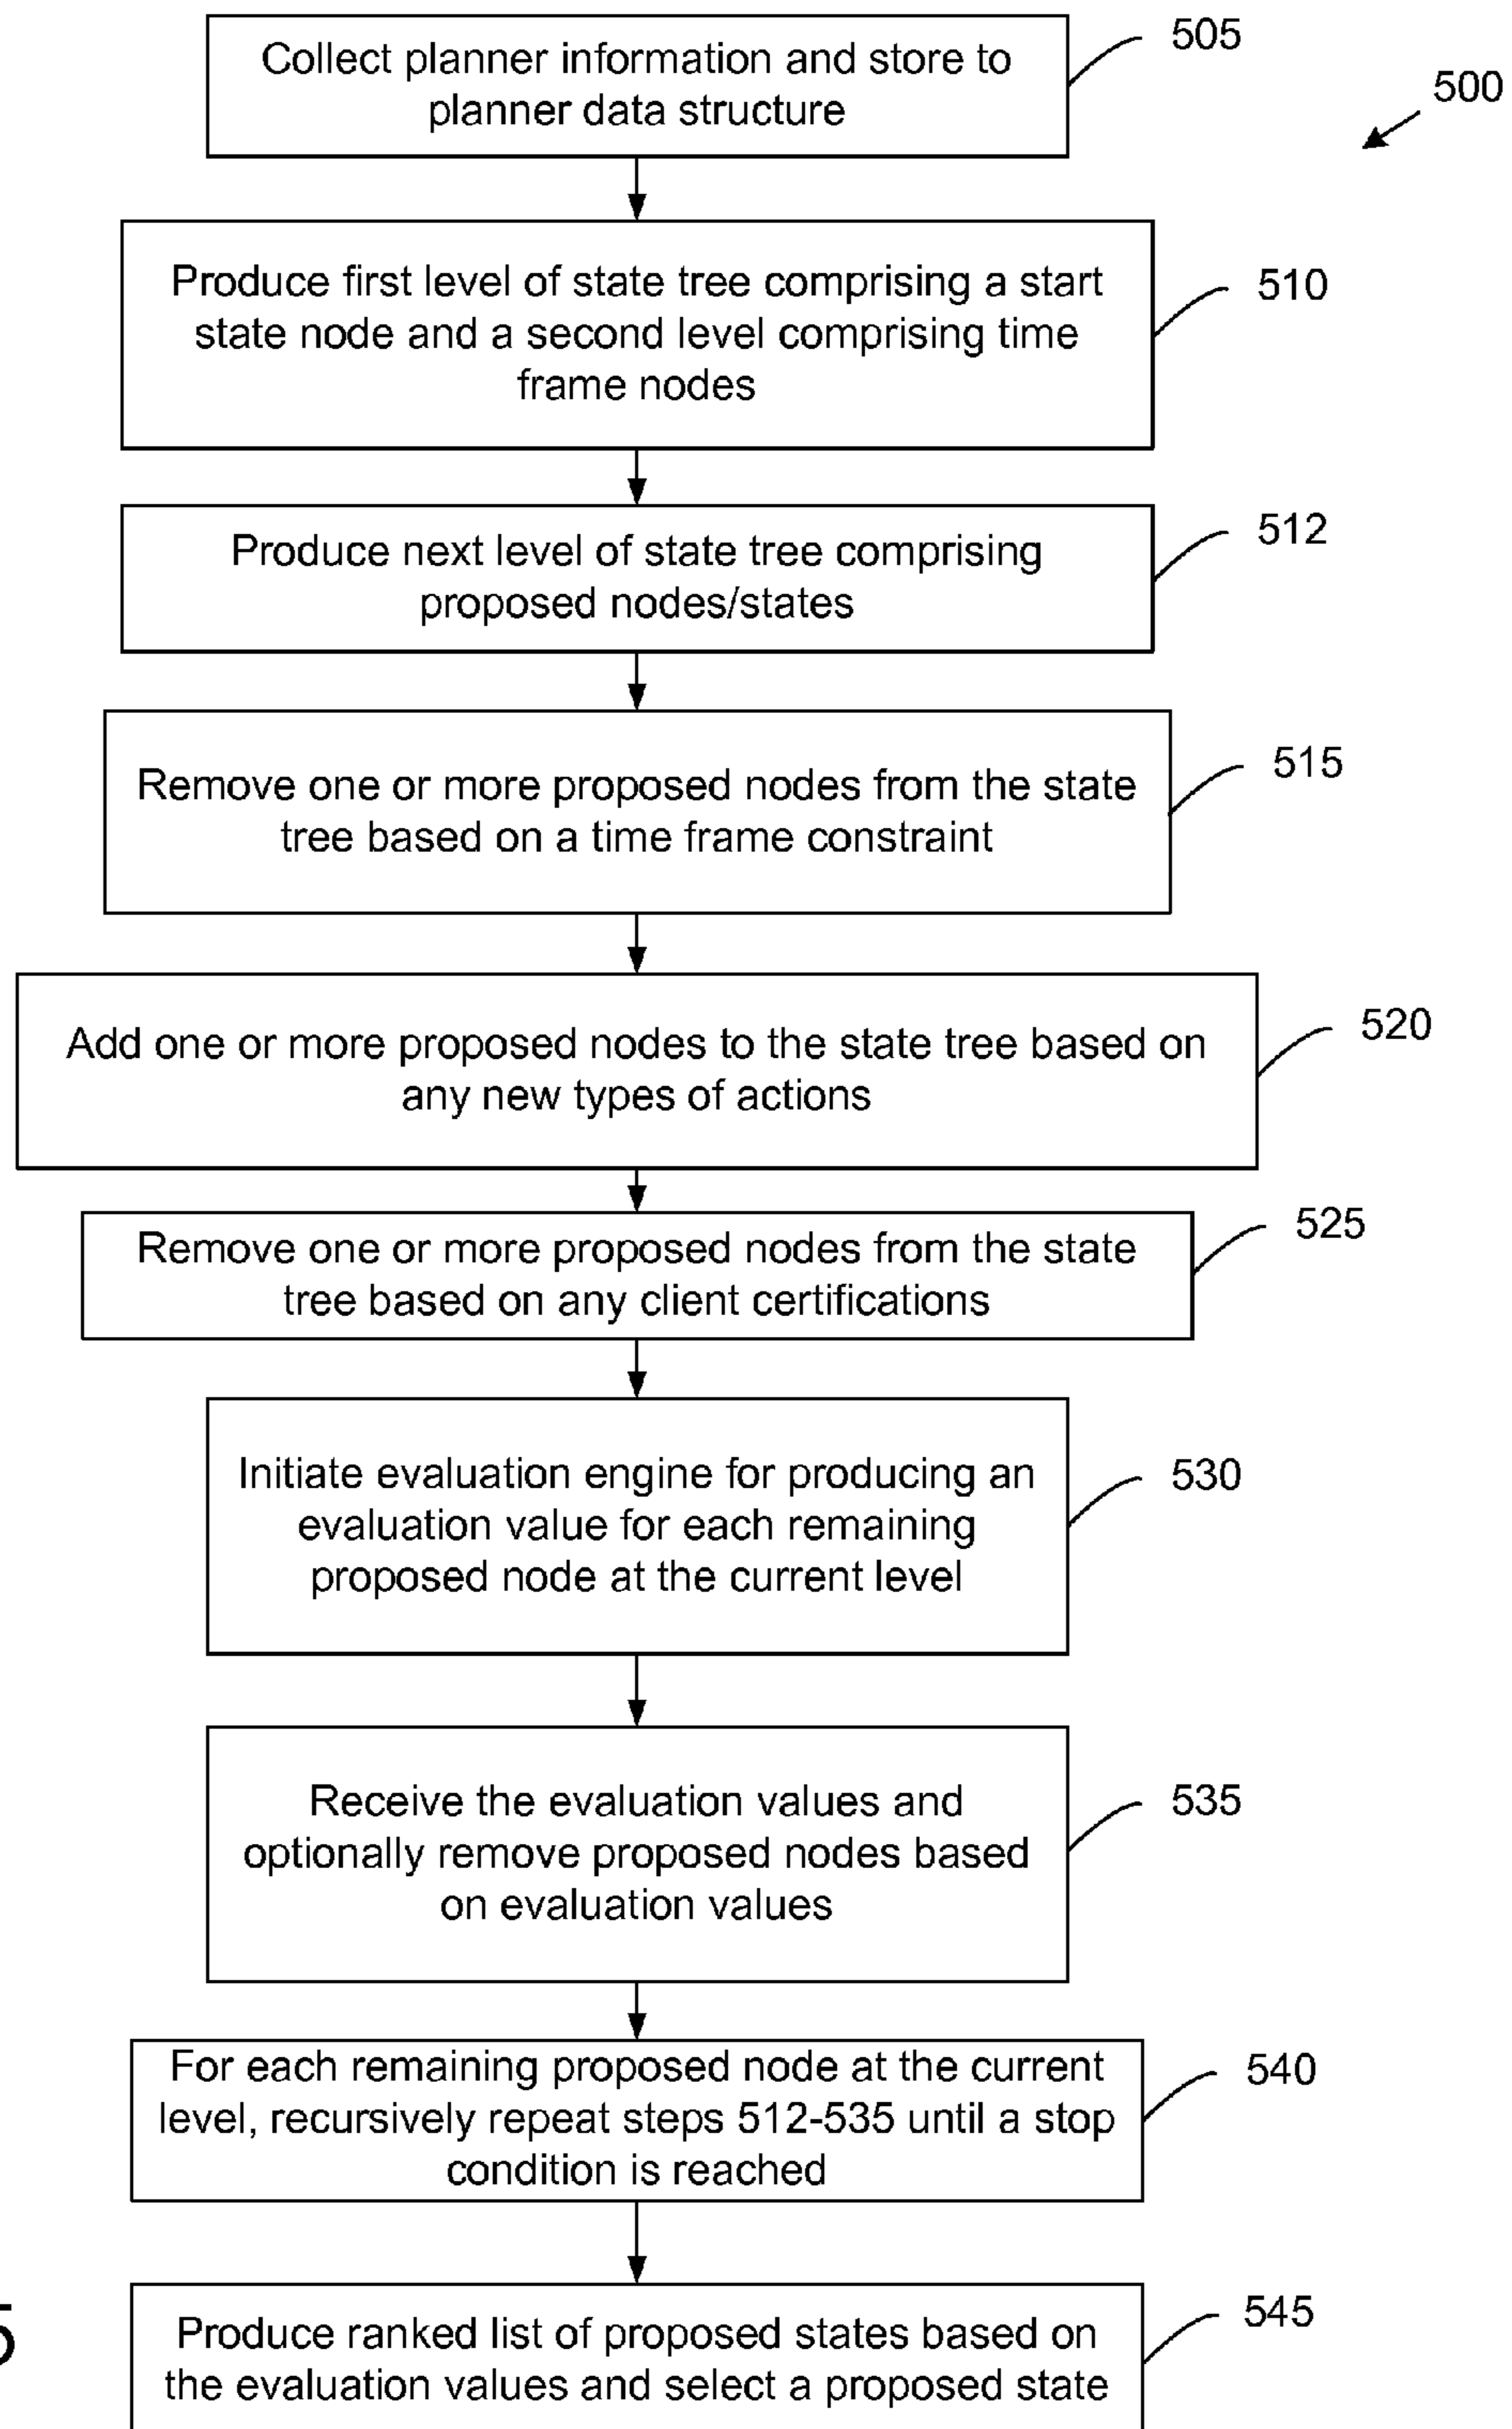 Collect planner information and store to
planner data structure
505
500
Produce first level of state tree comprising a start
state node and a second level comprising time
frame nodes
510
Produce next level of state tree comprising
proposed nodes/states
512
Remove one or more proposed nodes from the state
tree based on a time frame constraint
515
Add one or more proposed nodes to the state tree based on
any new types of actions
520
Remove one or more proposed nodes from the state
tree based on any client certifications
525
Initiate evaluation engine for producing an
evaluation value for each remaining
proposed node at the current level
530
Receive the evaluation values and
optionally remove proposed nodes based
on evaluation values
535
For each remaining proposed node at the current
level, recursively repeat steps 512-535 until a stop
condition is reached
540
Produce ranked list of proposed states based on
the evaluation values and select a proposed state
545